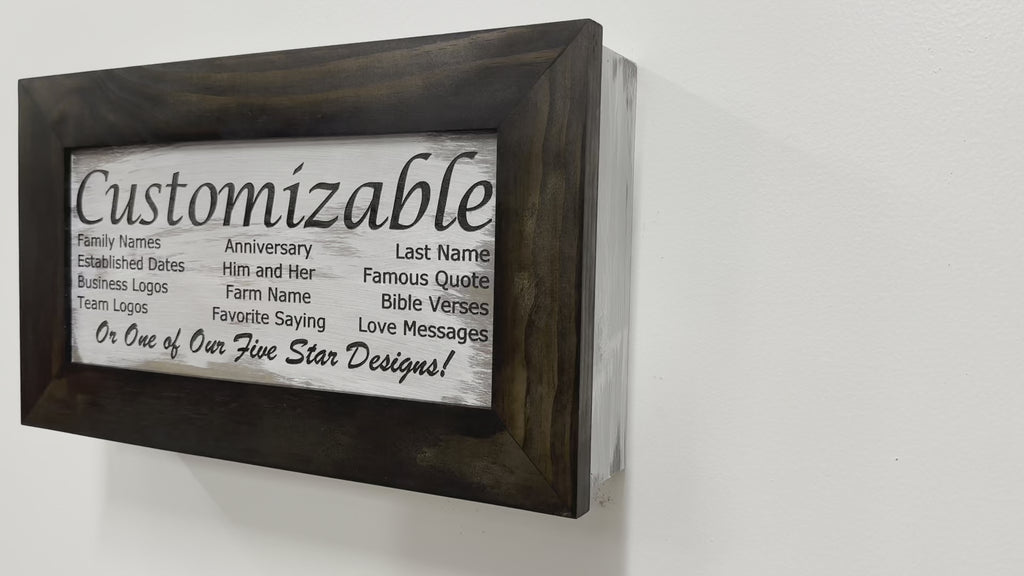 Customizable
Family Names Anniversary Last Name
Established Dates Him and Her Famous Quote
Business Logos Farm Name Bible Verses
Team Logos Favorite Saying Love Messages
Or One of Our Five Star Designs!